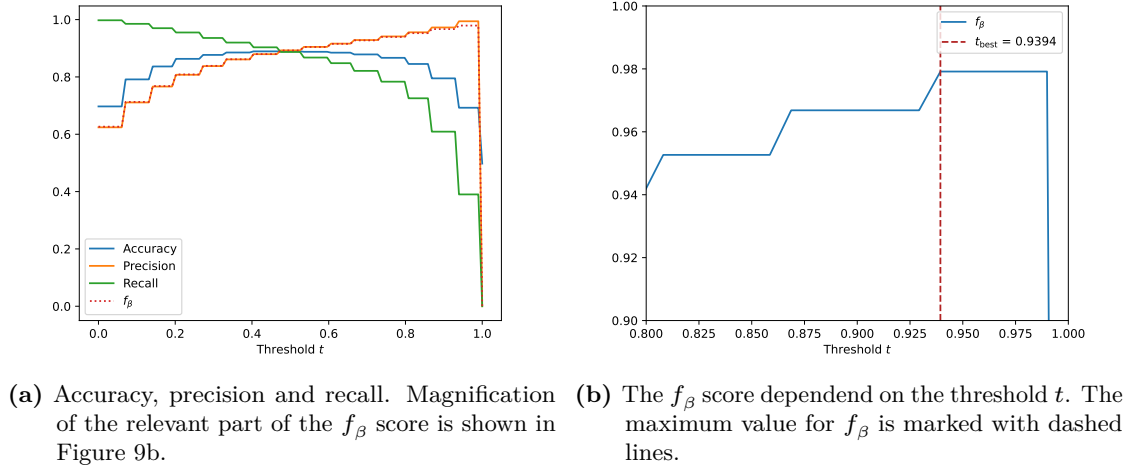 1.0
0.8
0.6
0.4
0.2
0.0
Accuracy
Precision
Recall
fβ
0.0 0.2 0.4 0.6 0.8 1.0
Threshold t
1.00
0.98
0.96
0.94
0.92
0.90
fβ
tbest = 0.9394
0.800 0.825 0.850 0.875 0.900 0.925 0.950 0.975 1.000
Threshold t
(a) Accuracy, precision and recall. Magnification
of the relevant part of the fβ score is shown in
Figure 9b.
(b) The fβ score dependend on the threshold t. The
maximum value for fβ is marked with dashed
lines.